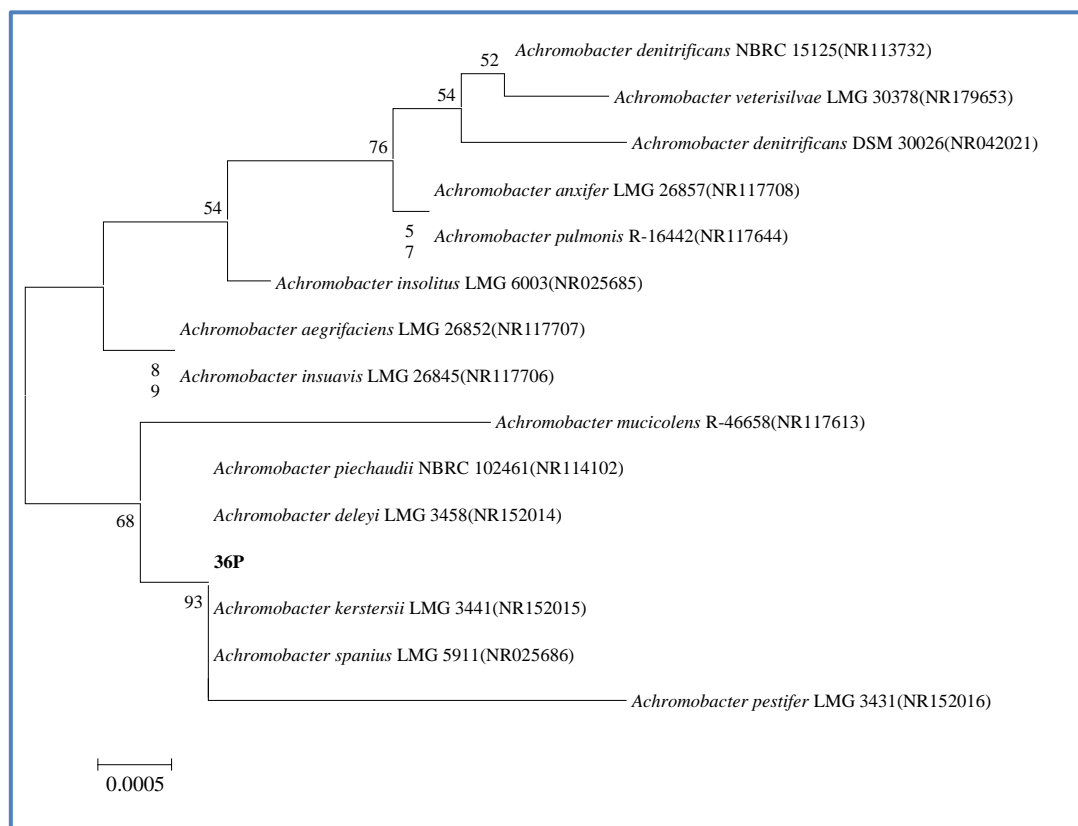 Achromobacter denitrificans NBRC 15125(NR113732)
52
Achromobacter veterisilvae LMG 30378(NR179653)
54
Achromobacter denitrificans DSM 30026(NR042021)
76
Achromobacter anxifer LMG 26857(NR117708)
54
5
7
Achromobacter pulmonis R-16442(NR117644)
Achromobacter insolitus LMG 6003(NR025685)
Achromobacter aegrifaciens LMG 26852(NR117707)
8
9
Achromobacter insuavis LMG 26845(NR117706)
Achromobacter mucicolens R-46658(NR117613)
Achromobacter piechaudii NBRC 102461(NR114102)
Achromobacter deleyi LMG 3458(NR152014)
68
36P
93
Achromobacter kerstersii LMG 3441(NR152015)
Achromobacter spanius LMG 5911(NR025686)
Achromobacter pestifer LMG 3431(NR152016)
0.0005